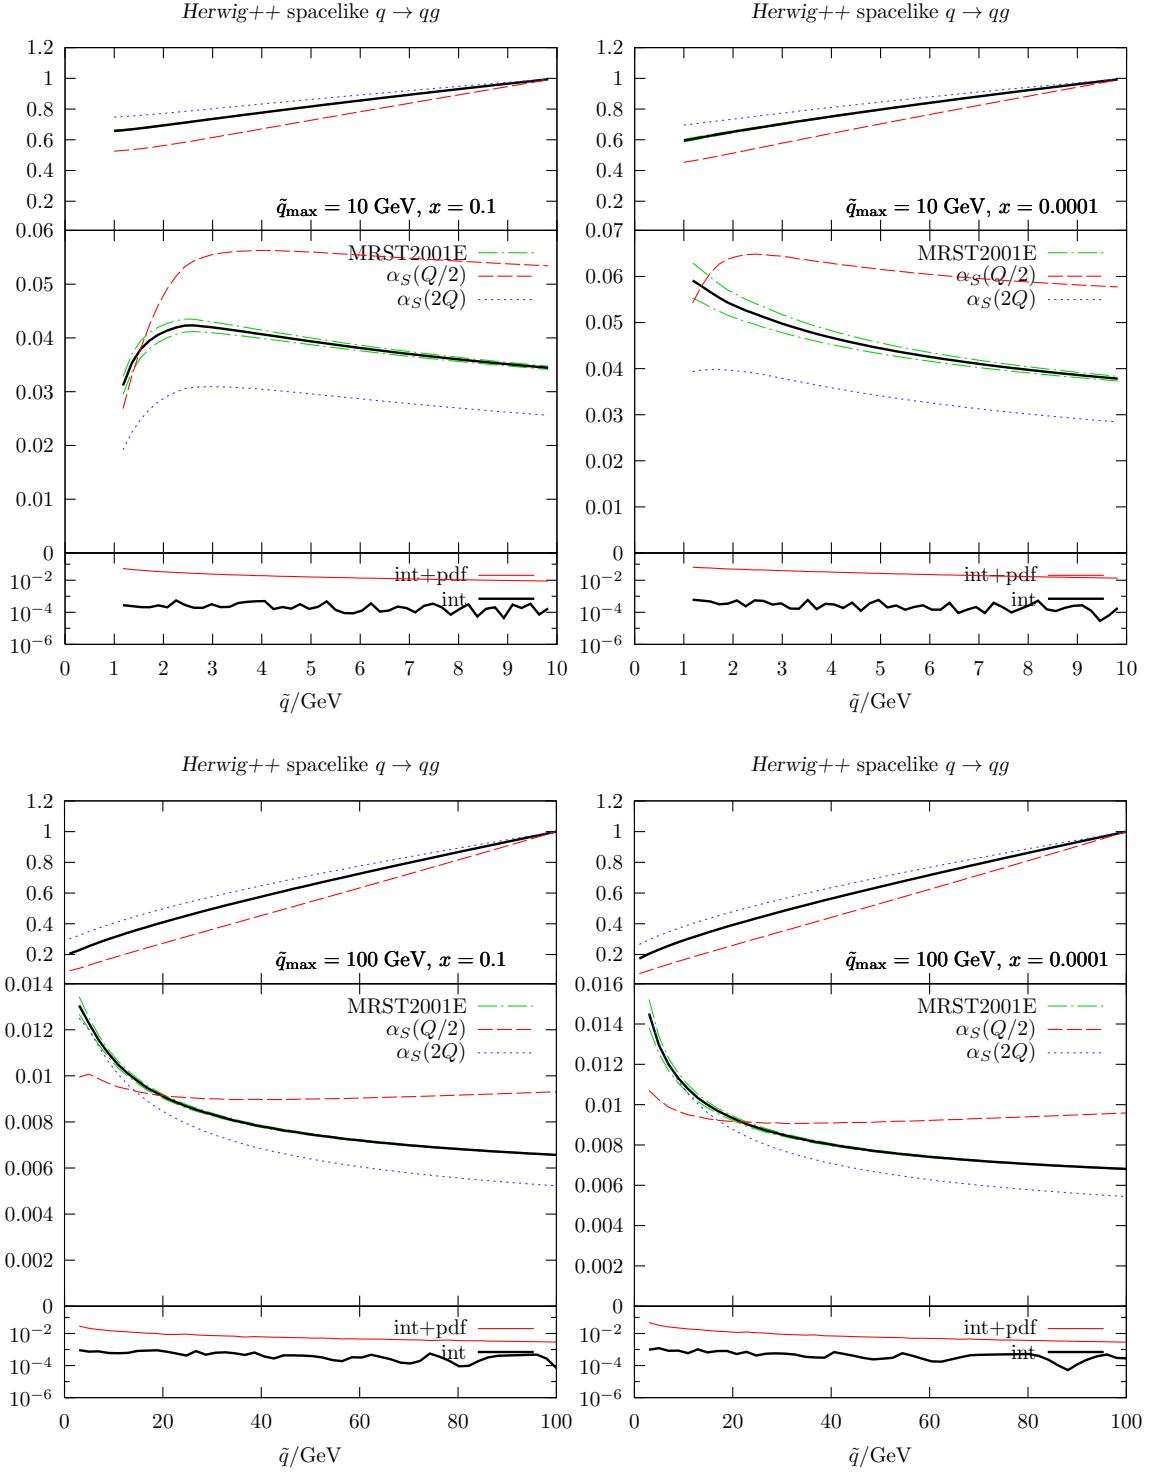 Herwig++ spacelike q → qg
1.2
1
0.8
0.6
0.4
0.2
q̃max = 10 GeV, x = 0.1
0.06
0.05
0.04
0.03
0.02
0.01
0
MRST2001E
αS(Q/2)
αS(2Q)
10−2
10−4
10−6
int+pdf
int
0 1 2 3 4 5 6 7 8 9 10
q̃/GeV
Herwig++ spacelike q → qg
1.2
1
0.8
0.6
0.4
0.2
q̃max = 10 GeV, x = 0.0001
0.07
0.06
0.05
0.04
0.03
0.02
0.01
0
MRST2001E
αS(Q/2)
αS(2Q)
10−2
10−4
10−6
int+pdf
int
0 1 2 3 4 5 6 7 8 9 10
q̃/GeV
Herwig++ spacelike q → qg
1.2
1
0.8
0.6
0.4
0.2
q̃max = 100 GeV, x = 0.1
0.014
0.012
0.01
0.008
0.006
0.004
0.002
0
MRST2001E
αS(Q/2)
αS(2Q)
10−2
10−4
10−6
int+pdf
int
0 20 40 60 80 100
q̃/GeV
Herwig++ spacelike q → qg
1.2
1
0.8
0.6
0.4
0.2
q̃max = 100 GeV, x = 0.0001
0.016
0.014
0.012
0.01
0.008
0.006
0.004
0.002
0
MRST2001E
αS(Q/2)
αS(2Q)
10−2
10−4
10−6
int+pdf
int
0 20 40 60 80 100
q̃/GeV